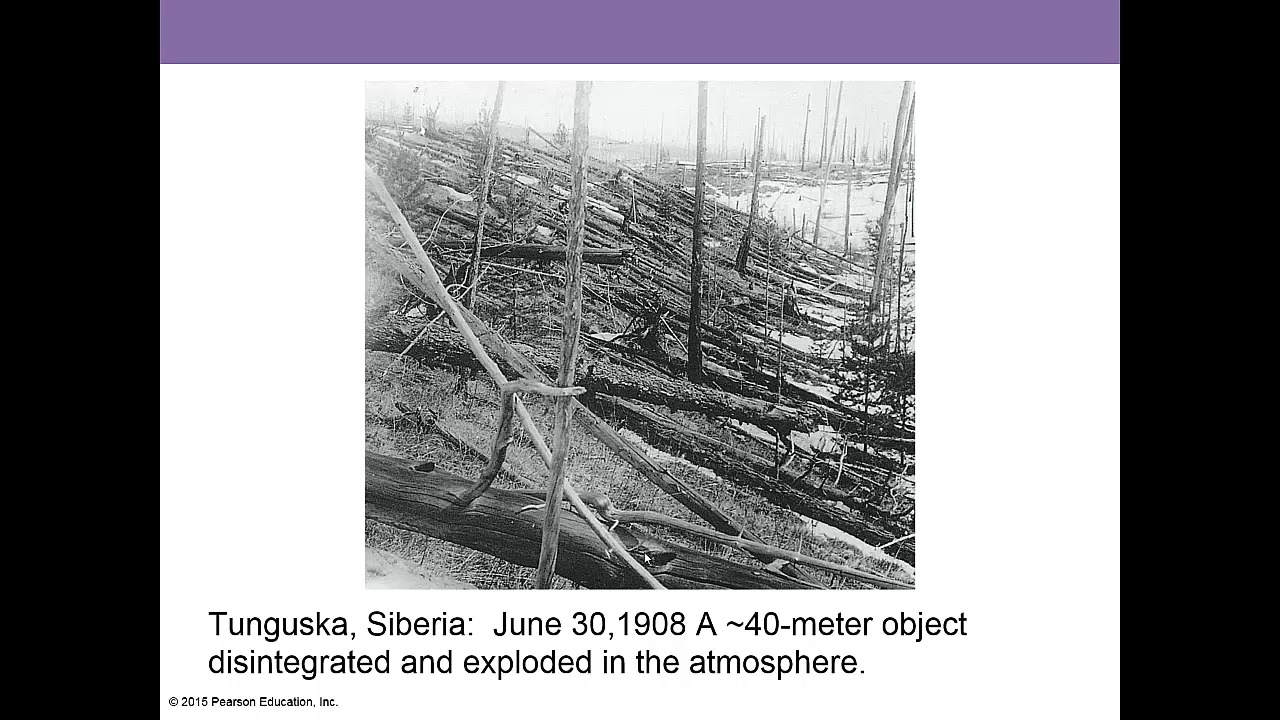 Tunguska, Siberia:  June 30,1908 A ~40-meter object
disintegrated and exploded in the atmosphere.
© 2015 Pearson Education, Inc.